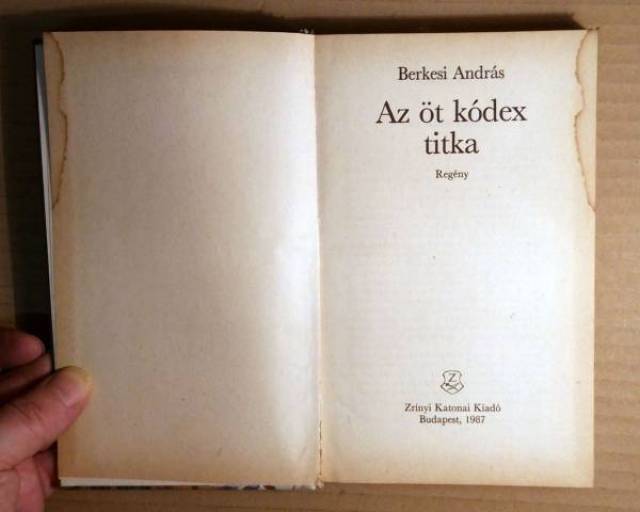 Berkesi András
Az öt kódex
titka
Regény
Z
Zrínyi Katonai Kiadó
Budapest, 1987